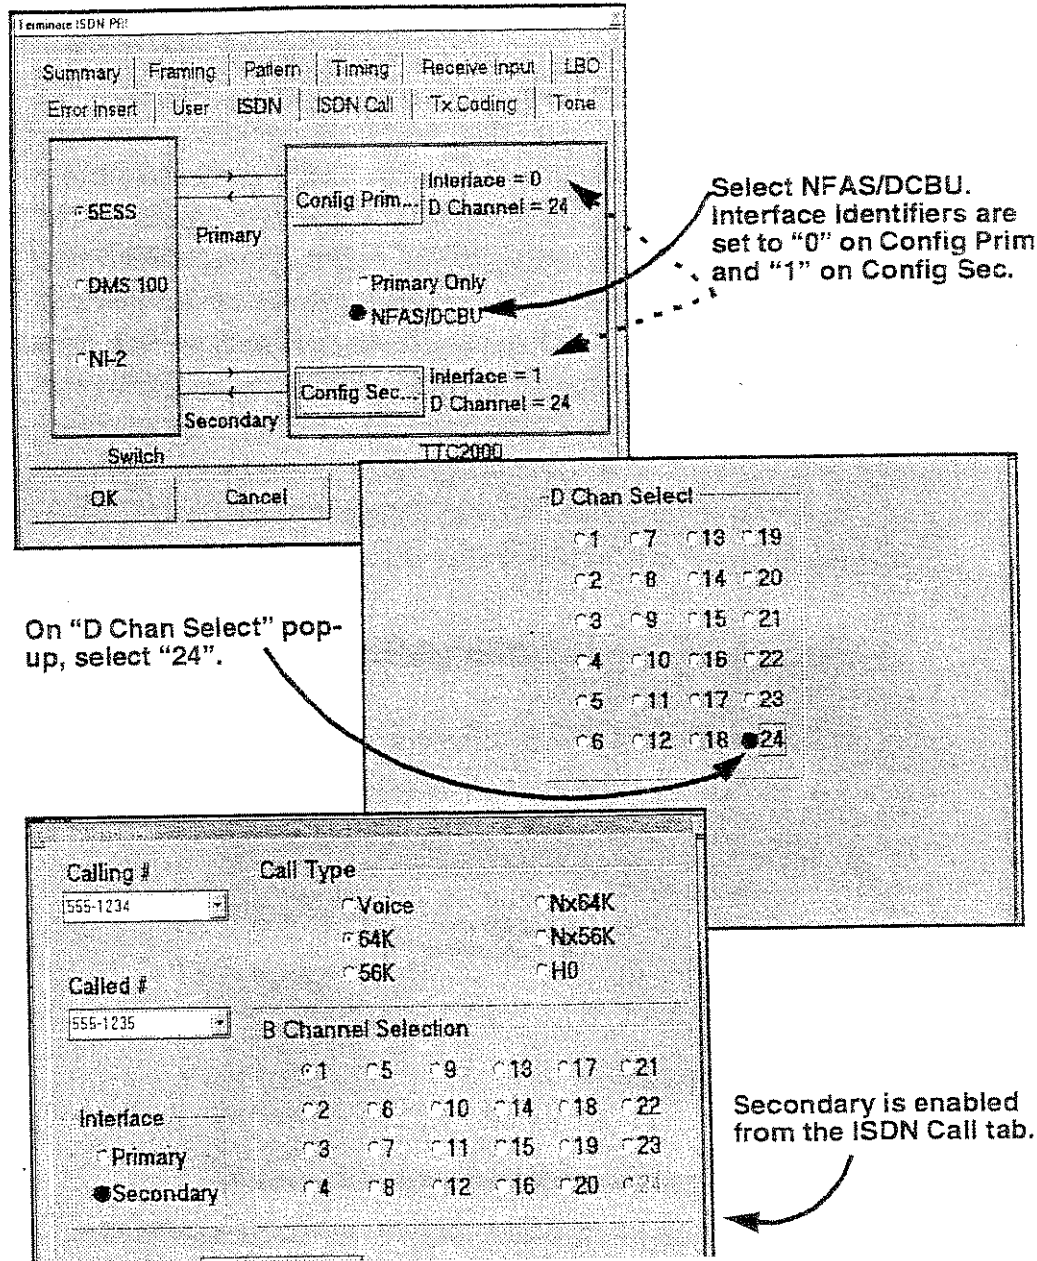 Terminate ISDN PRI
Summary Framing Pattern Timing Receive Input LBO
Error Insert User ISDN ISDN Call Tx Coding Tone
5ESS
DMS 100
NI-2
Switch
Primary
Secondary
Config Prim...
Interface = 0
D Channel = 24
Primary Only
NFAS/DCBU
Config Sec...
Interface = 1
D Channel = 24
TTC2000
OK Cancel
Select NFAS/DCBU.
Interface Identifiers are
set to “0” on Config Prim
and “1” on Config Sec.
D Chan Select
1 7 13 19
2 8 14 20
3 9 15 21
4 10 16 22
5 11 17 23
6 12 18 24
On “D Chan Select” pop-
up, select “24”.
Calling #
555-1234
Called #
555-1235
Interface
Primary
Secondary
Call Type
Voice Nx64K
64K Nx56K
56K H0
B Channel Selection
1 5 9 13 17 21
2 6 10 14 18 22
3 7 11 15 19 23
4 8 12 16 20 24
Secondary is enabled
from the ISDN Call tab.